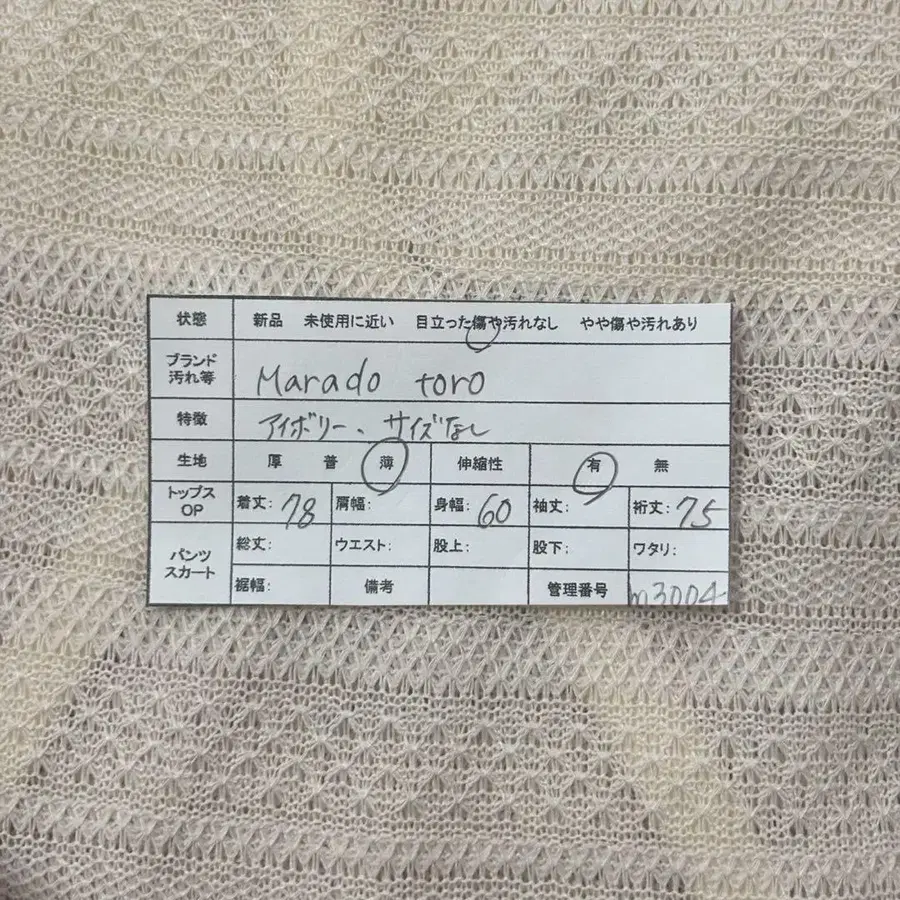 状態 新品 未使用に近い 目立った傷や汚れなし やや傷や汚れあり
ブランド
汚れ等 Marado toro
特徴 アイボリー、サイズなし
生地 厚 普 薄 伸縮性 有 無
トップス
OP 着丈: 78 肩幅: 身幅: 60 袖丈: 裄丈: 75
パンツ
スカート 総丈: ウエスト: 股上: 股下: ワタリ:
裾幅: 備考 管理番号 m3004